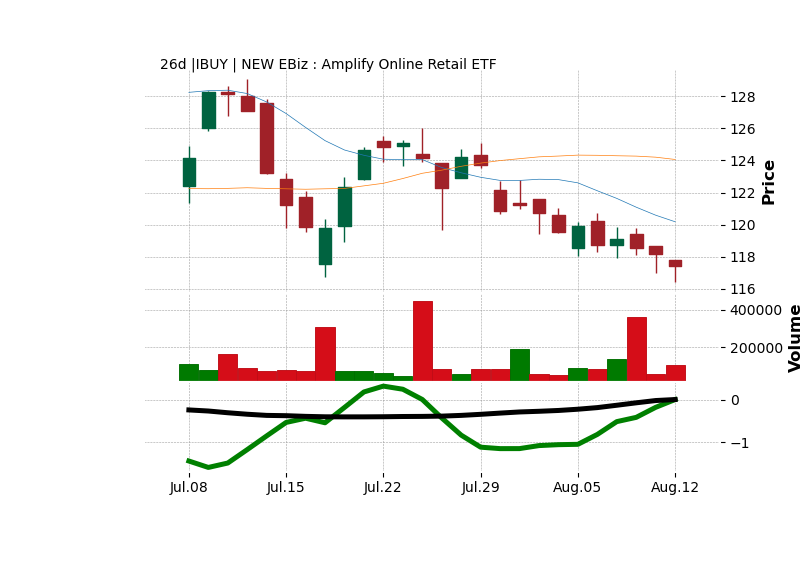 26d |IBUY | NEW EBiz : Amplify Online Retail ETF
128
126
124
122
120
118
116
Price
400000
200000
Volume
0
−1
Jul.08 Jul.15 Jul.22 Jul.29 Aug.05 Aug.12